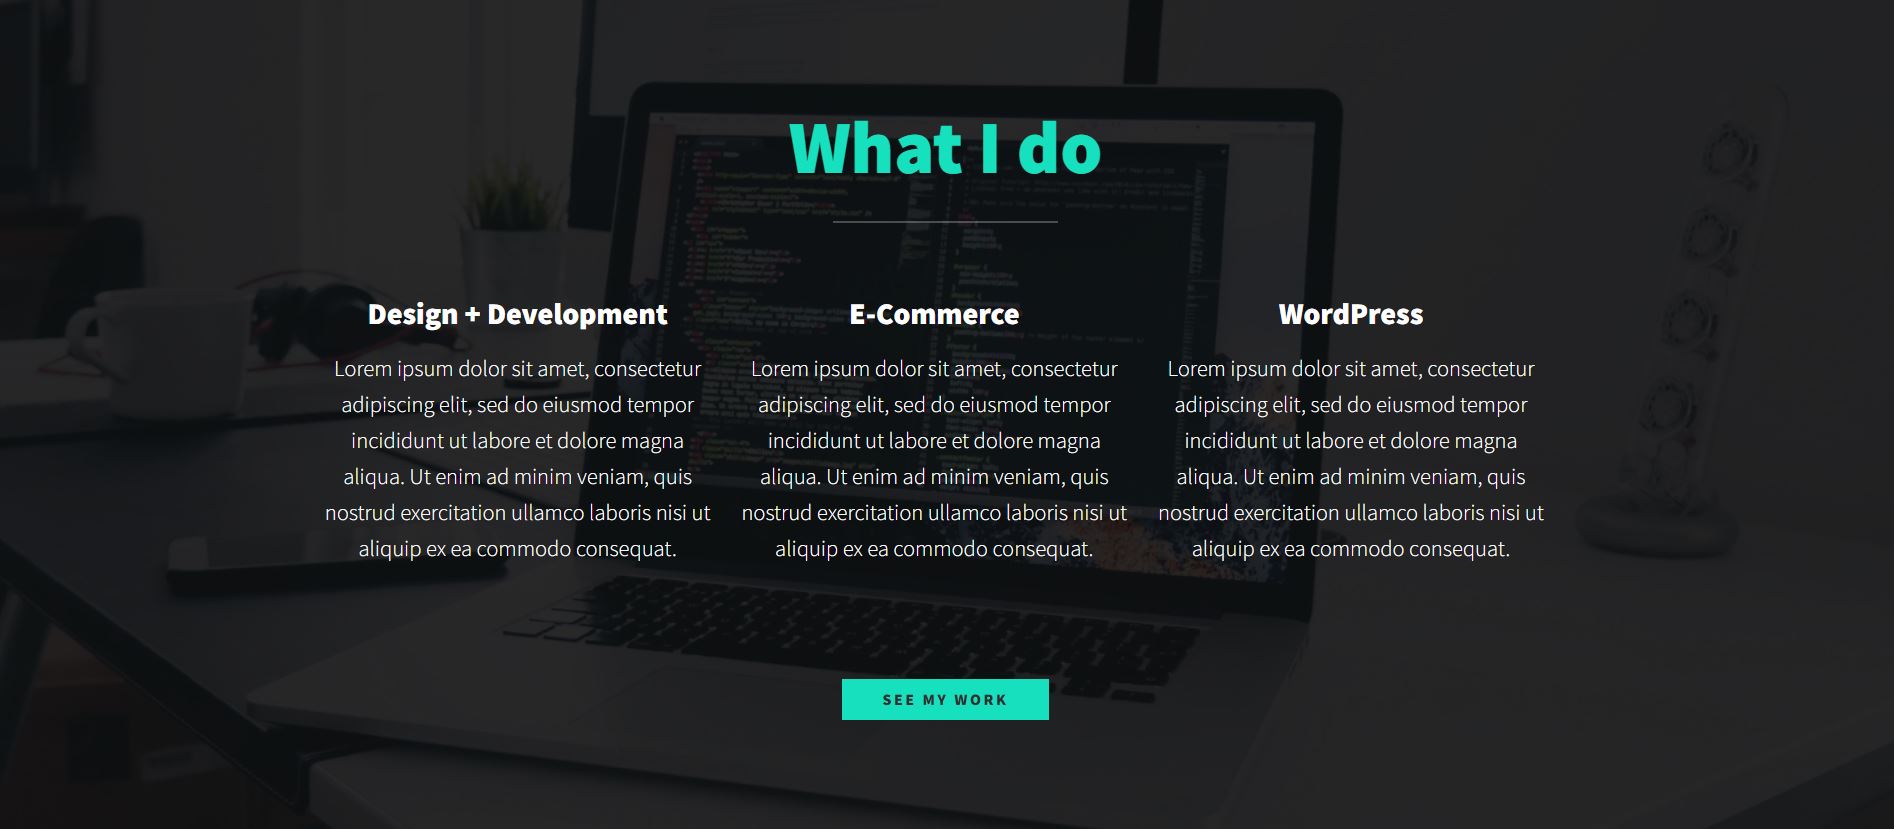 What I do
Design + Development
Lorem ipsum dolor sit amet, consectetur
adipiscing elit, sed do eiusmod tempor
incididunt ut labore et dolore magna
aliqua. Ut enim ad minim veniam, quis
nostrud exercitation ullamco laboris nisi ut
aliquip ex ea commodo consequat.
E-Commerce
Lorem ipsum dolor sit amet, consectetur
adipiscing elit, sed do eiusmod tempor
incididunt ut labore et dolore magna
aliqua. Ut enim ad minim veniam, quis
nostrud exercitation ullamco laboris nisi ut
aliquip ex ea commodo consequat.
WordPress
Lorem ipsum dolor sit amet, consectetur
adipiscing elit, sed do eiusmod tempor
incididunt ut labore et dolore magna
aliqua. Ut enim ad minim veniam, quis
nostrud exercitation ullamco laboris nisi ut
aliquip ex ea commodo consequat.
SEE MY WORK